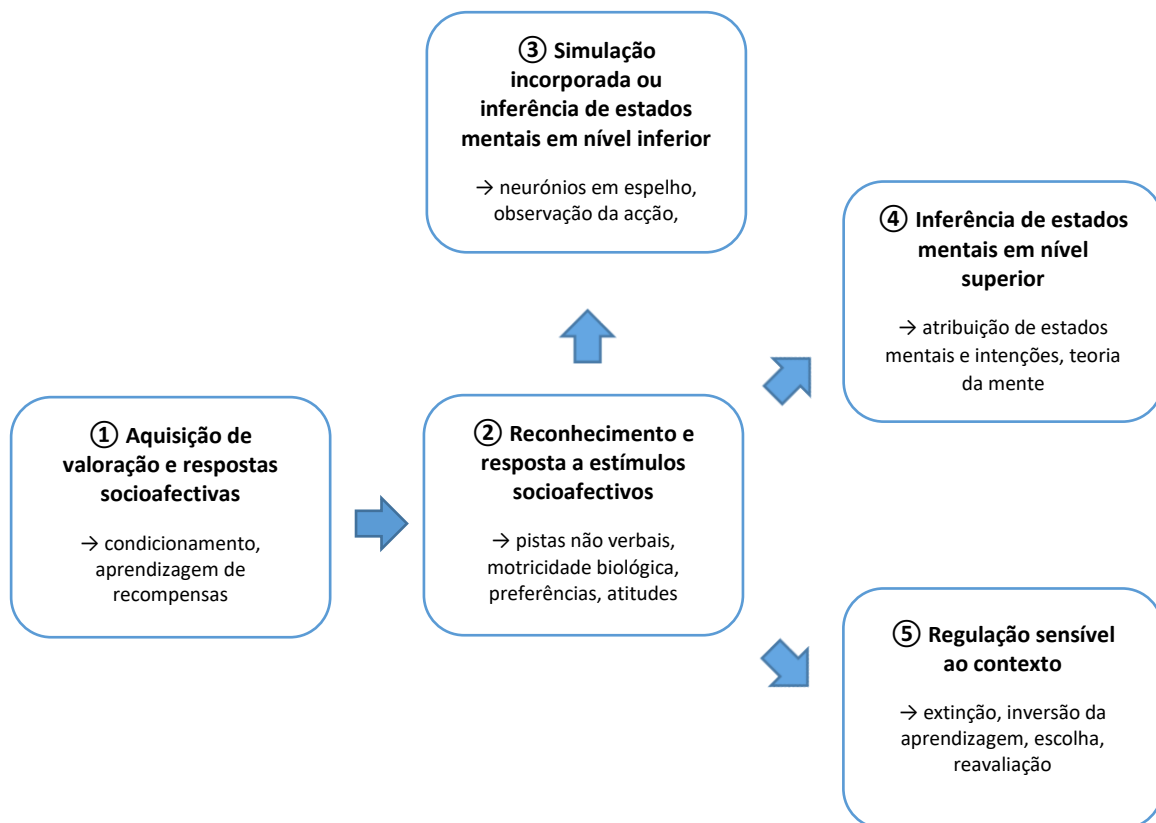 ① Aquisição de
valoração e respostas
socioafectivas
→ condicionamento,
aprendizagem de
recompensas
② Reconhecimento e
resposta a estímulos
socioafectivos
→ pistas não verbais,
motricidade biológica,
preferências, atitudes
③ Simulação
incorporada ou
inferência de estados
mentais em nível inferior
→ neurónios em espelho,
observação da acção,
④ Inferência de estados
mentais em nível
superior
→ atribuição de estados
mentais e intenções, teoria
da mente
⑤ Regulação sensível
ao contexto
→ extinção, inversão da
aprendizagem, escolha,
reavaliação